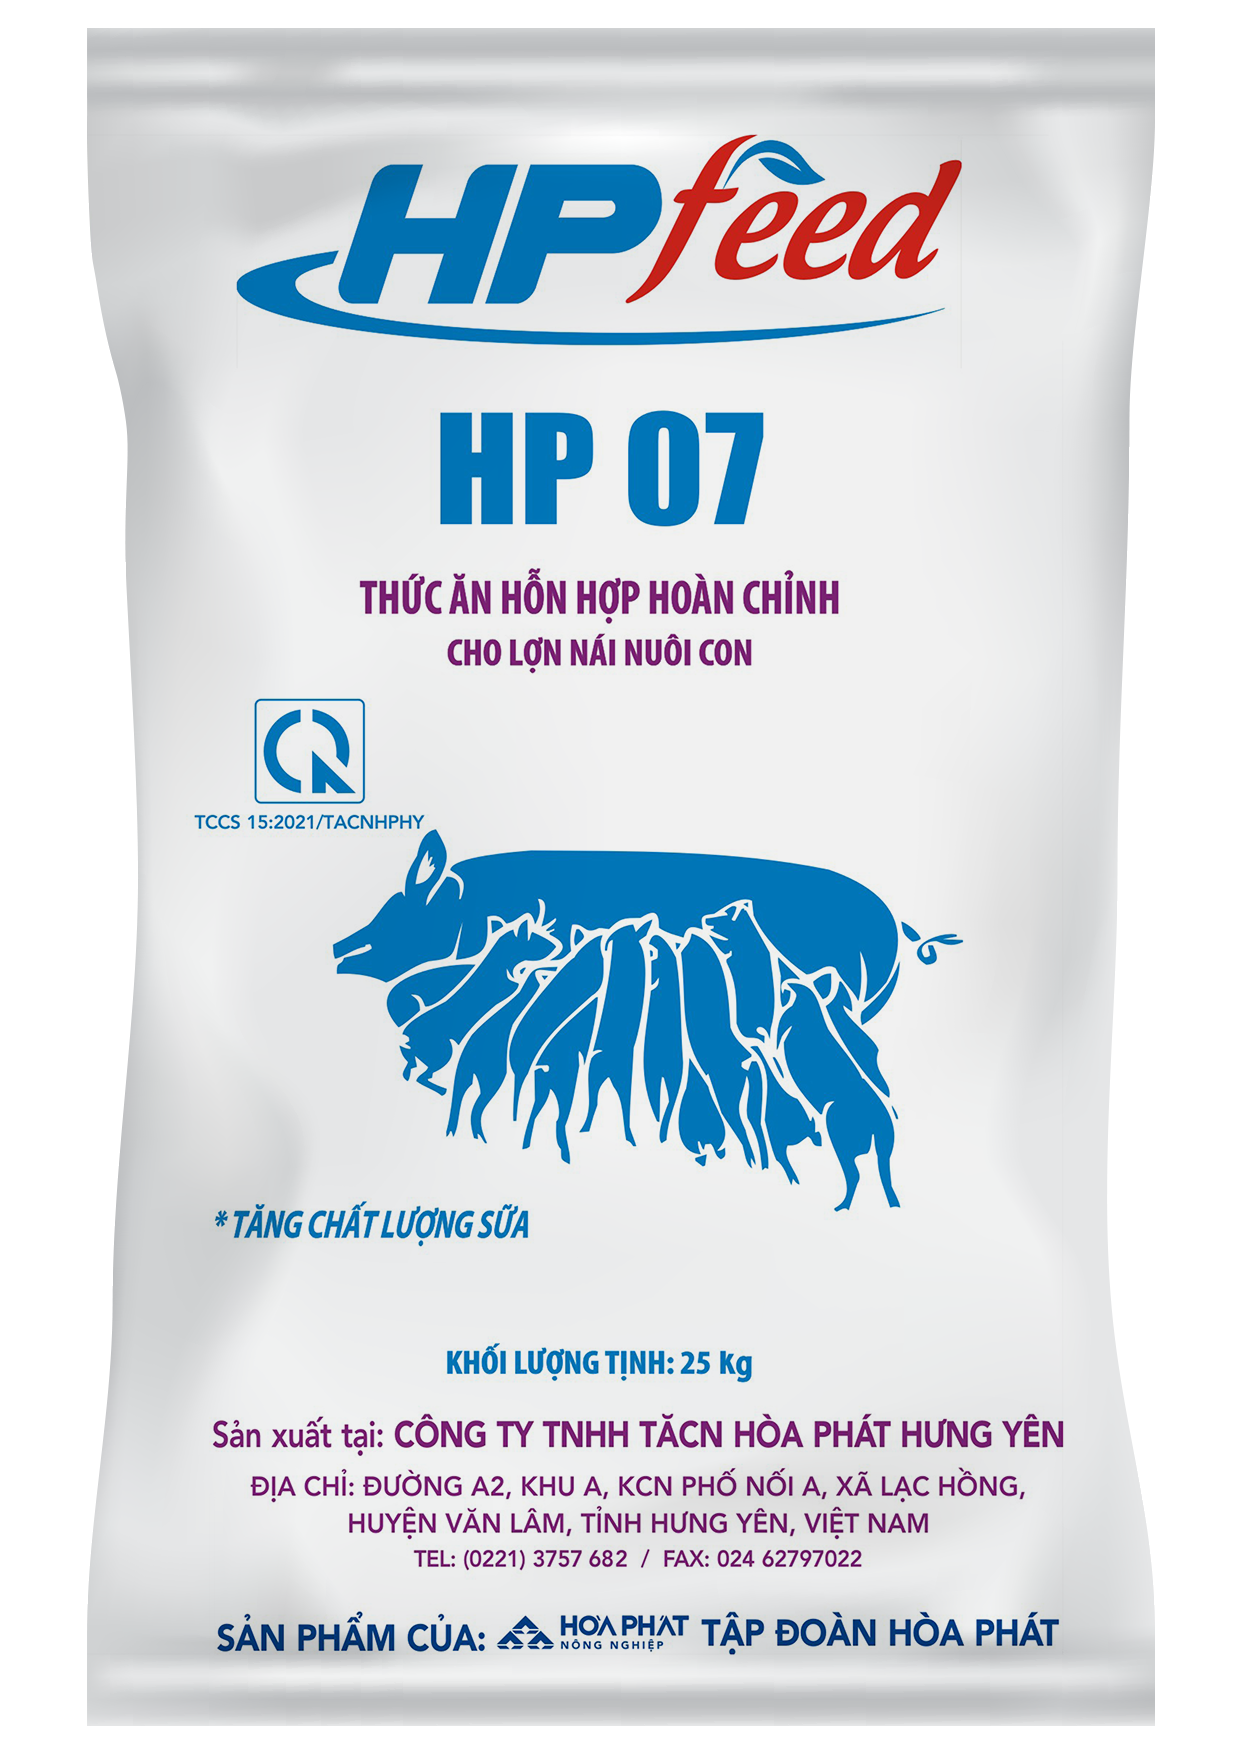 HPfeed
HP 07
THỨC ĂN HỖN HỢP HOÀN CHỈNH
CHO LỢN NÁI NUÔI CON
TCCS 15:2021/TACNHPHY
* TĂNG CHẤT LƯỢNG SỮA
KHỐI LƯỢNG TỊNH: 25 kg
Sản xuất tại: CÔNG TY TNHH TĂCN HÒA PHÁT HƯNG YÊN
ĐỊA CHỈ: ĐƯỜNG A2, KHU A, KCN PHỐ NỐI A, XÃ LẠC HỒNG,
HUYỆN VĂN LÂM, TỈNH HƯNG YÊN, VIỆT NAM
TEL: (0221) 3757 682 / FAX: 024 62797022
SẢN PHẨM CỦA: HÒA PHÁT NÔNG NGHIỆP TẬP ĐOÀN HÒA PHÁT